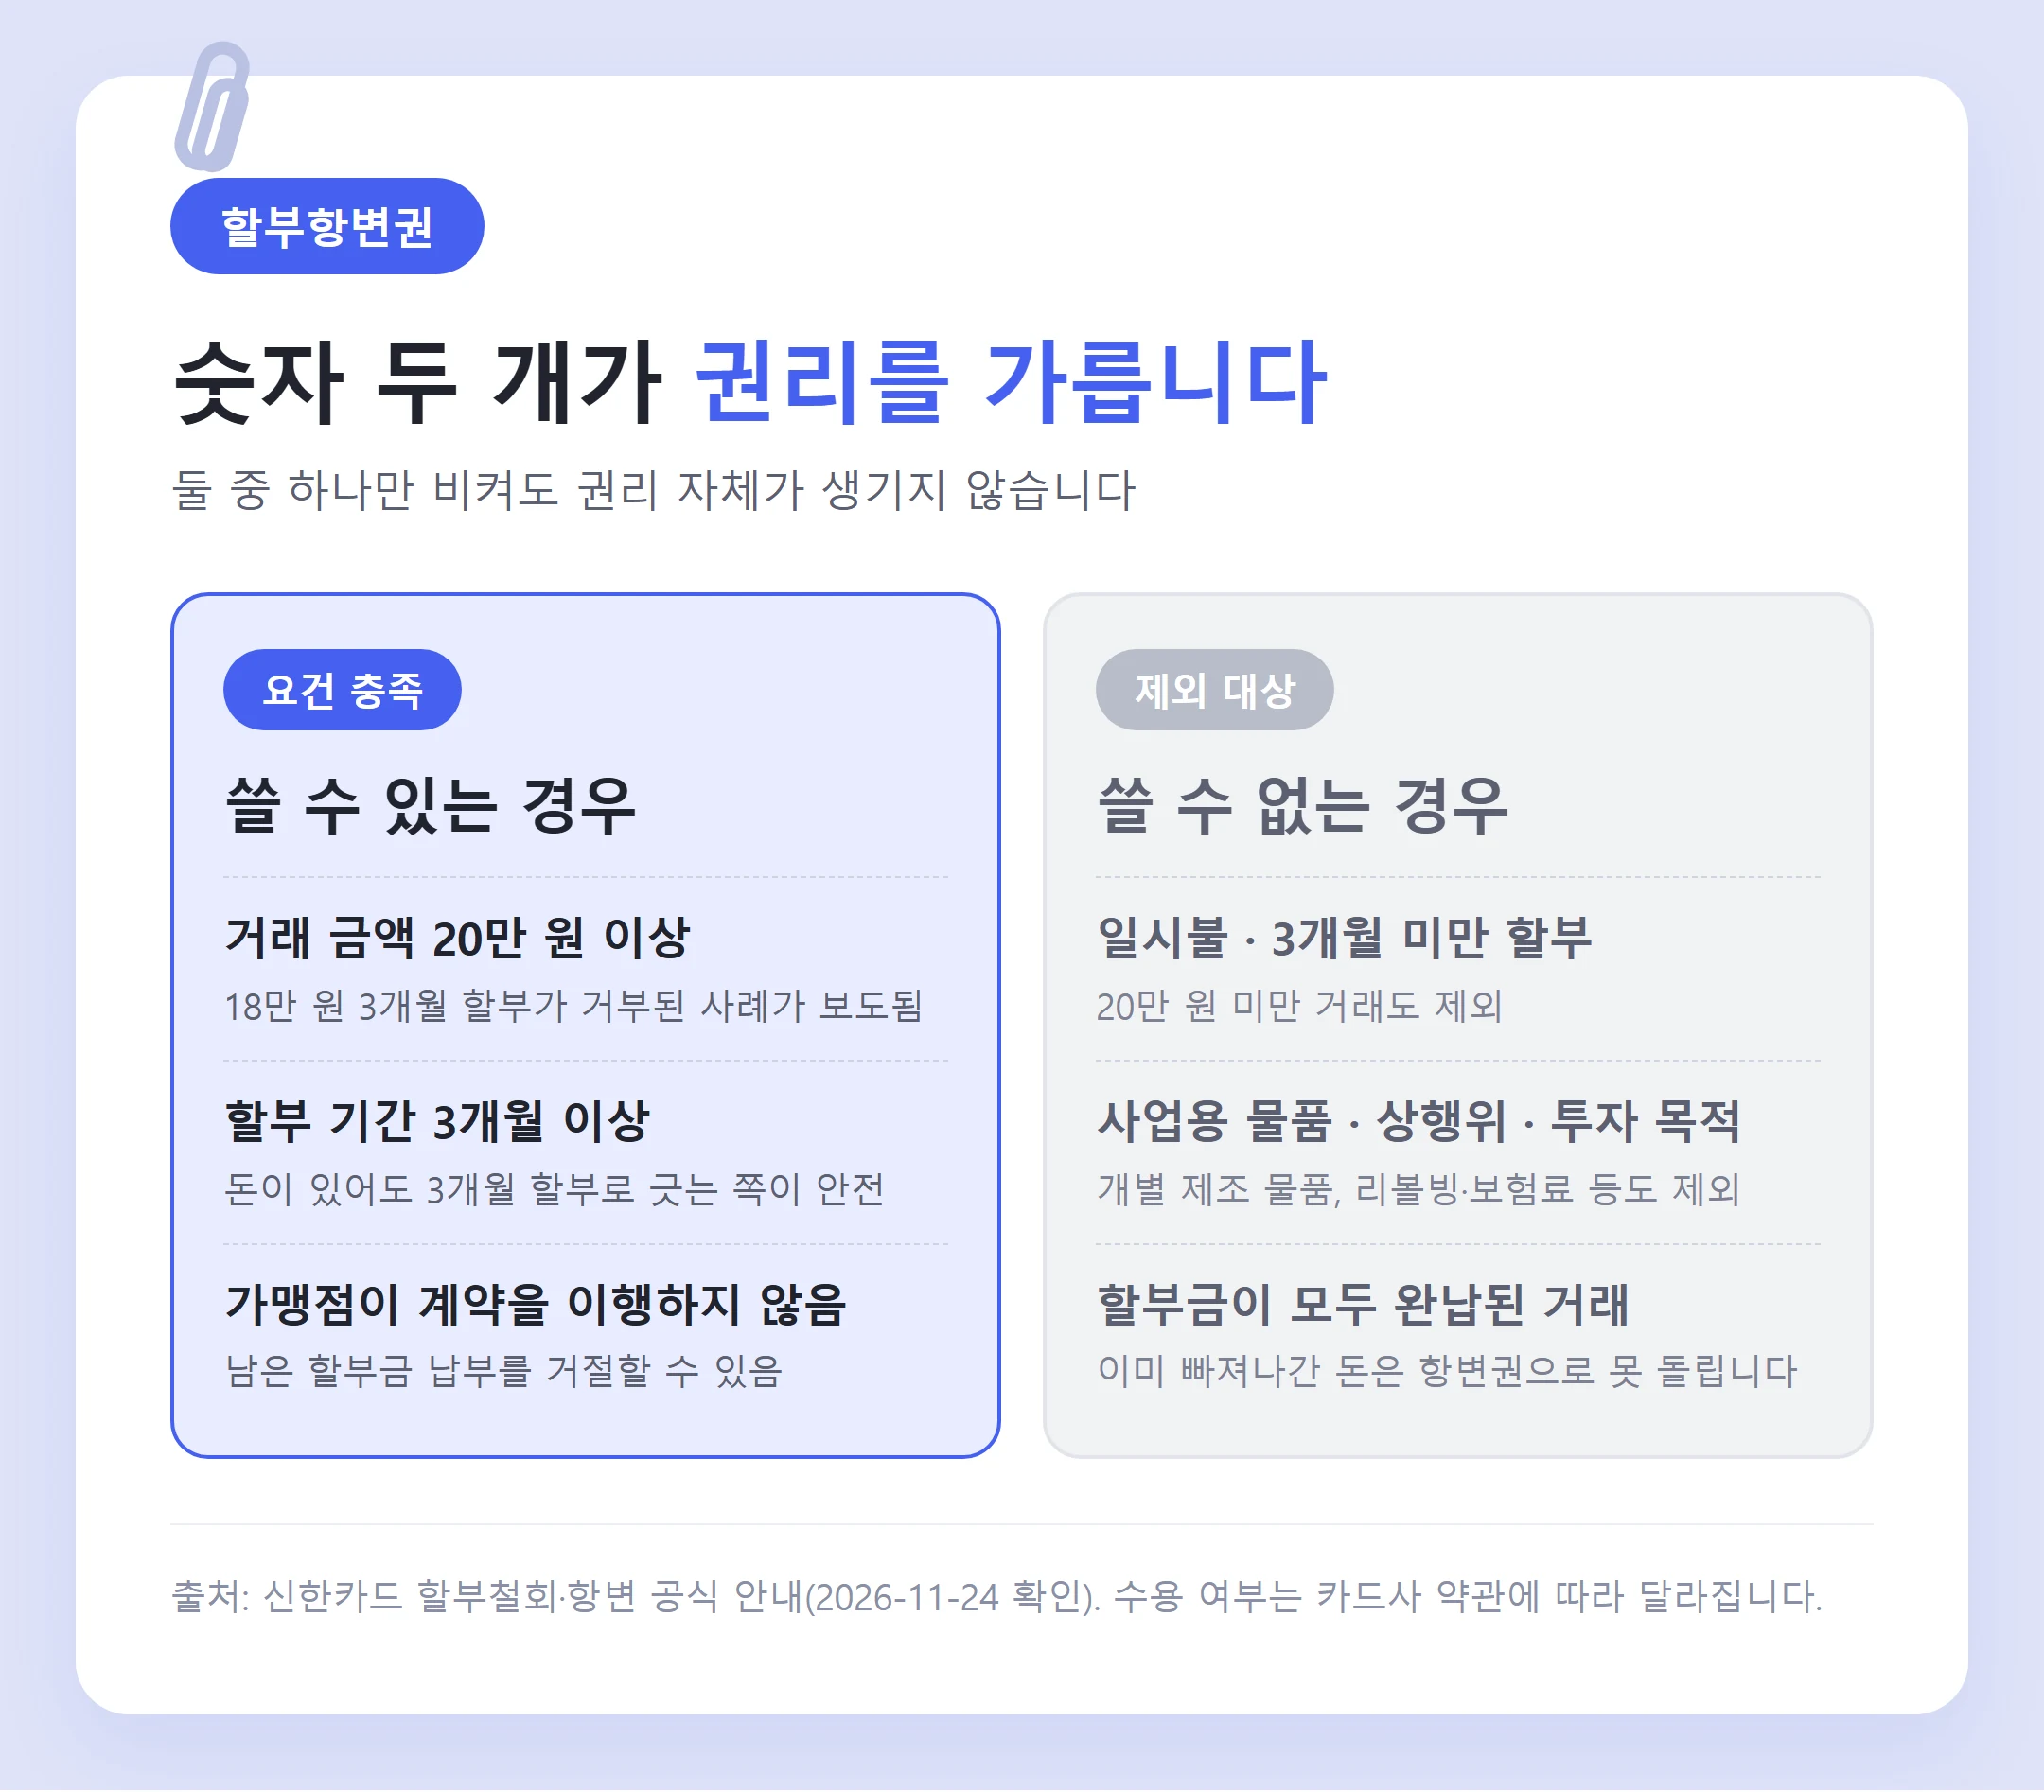 할부항변권
숫자 두 개가 권리를 가릅니다
둘 중 하나만 비켜도 권리 자체가 생기지 않습니다
요건 충족
쓸 수 있는 경우
거래 금액 20만 원 이상
18만 원 3개월 할부가 거부된 사례가 보도됨
할부 기간 3개월 이상
돈이 있어도 3개월 할부로 긋는 쪽이 안전
가맹점이 계약을 이행하지 않음
남은 할부금 납부를 거절할 수 있음
제외 대상
쓸 수 없는 경우
일시불 · 3개월 미만 할부
20만 원 미만 거래도 제외
사업용 물품 · 상행위 · 투자 목적
개별 제조 물품, 리볼빙·보험료 등도 제외
할부금이 모두 완납된 거래
이미 빠져나간 돈은 항변권으로 못 돌립니다
출처: 신한카드 할부철회·항변 공식 안내(2026-11-24 확인). 수용 여부는 카드사 약관에 따라 달라집니다.